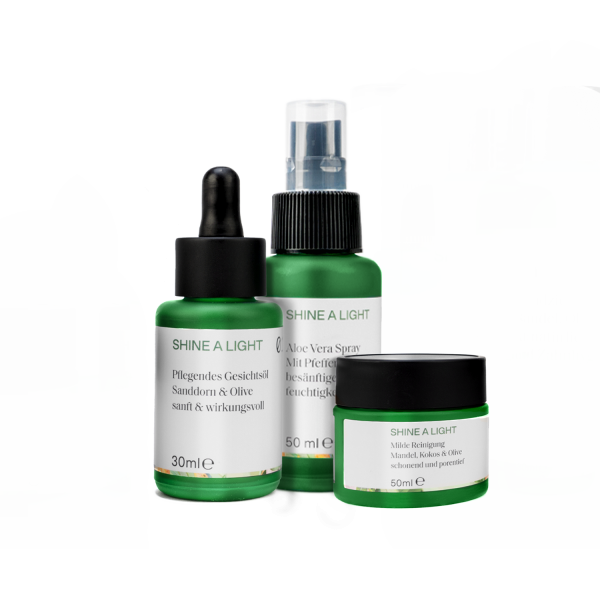 SHINE A LIGHT
Pflegendes Gesichtsöl
Sanddorn & Olive
sanft & wirkungsvoll
30ml ℮
SHINE A LIGHT
Aloe Vera Spray
Mit
50 ml ℮
SHINE A LIGHT
Milde Reinigung
Mandel, Kokos & Olive
schonend und porentief
50ml ℮